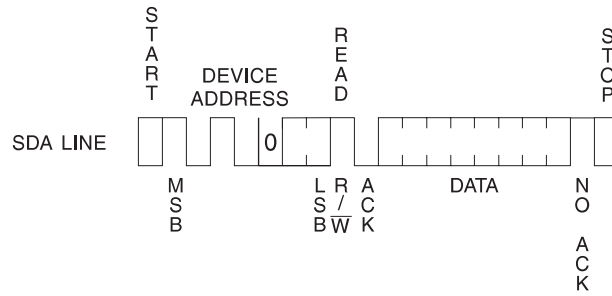 START
READ
STOP
DEVICE
ADDRESS
SDA LINE
0
MSB
LSB
R/W
ACK
DATA
NO ACK